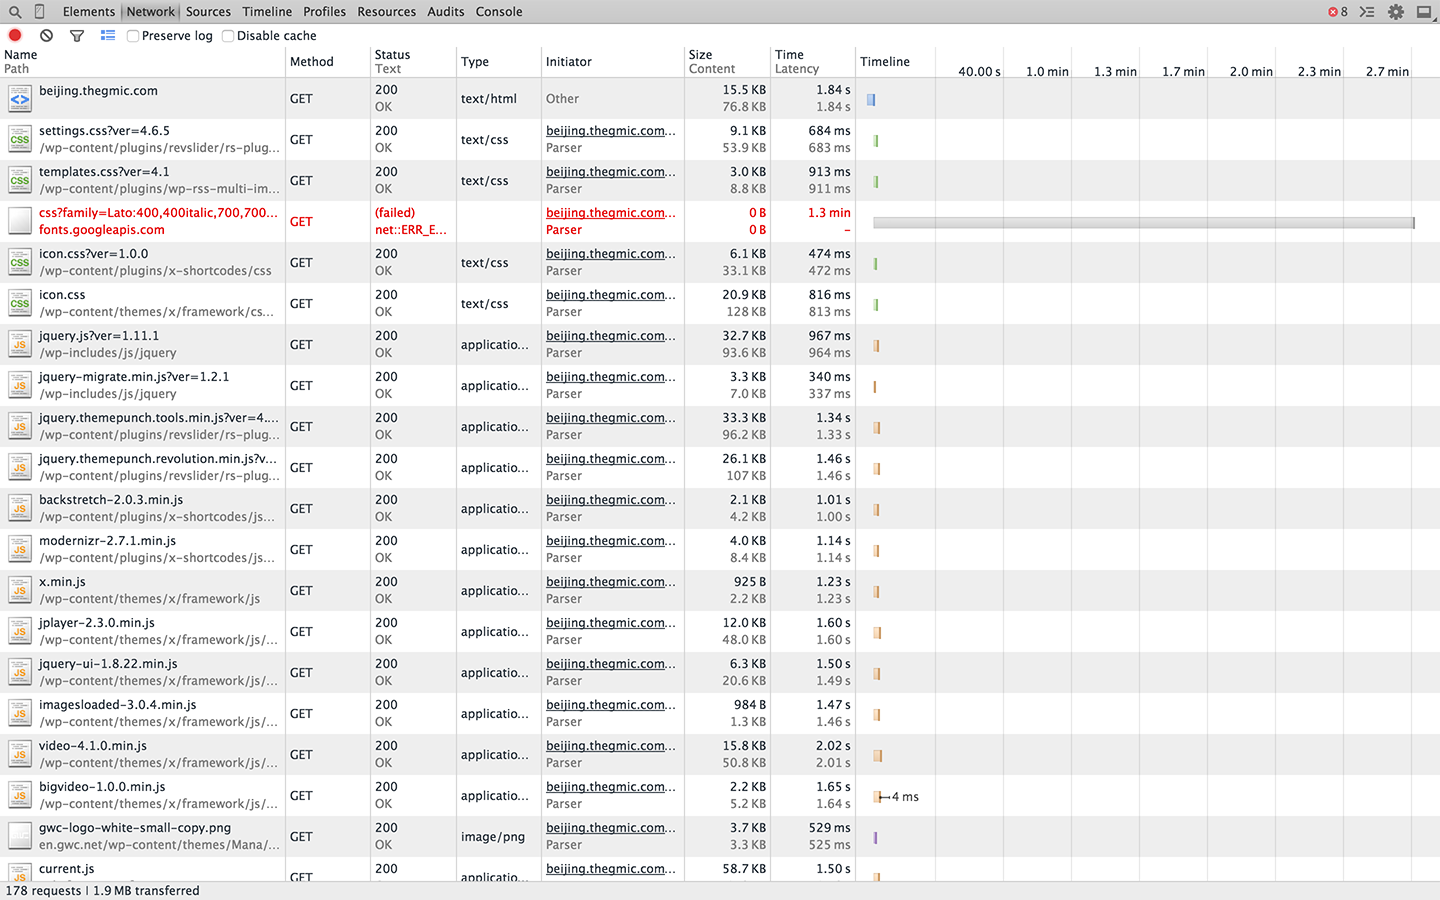 Elements Network Sources Timeline Profiles Resources Audits Console 8
Preserve log Disable cache
Name Path Method Status Text Type Initiator Size Content Time Latency Timeline 40.00 s 1.0 min 1.3 min 1.7 min 2.0 min 2.3 min 2.7 min
<> beijing.thegmic.com GET 200 text/html Other 15.5 KB 76.8 KB 1.84 s 1.84 s
CSS settings.css?ver=4.6.5 /wp-content/plugins/revslider/rs-plug... GET 200 OK text/css beijing.thegmic.com... Parser 9.1 KB 53.9 KB 684 ms 683 ms
CSS templates.css?ver=4.1 /wp-content/plugins/wp-rss-multi-im... GET 200 OK text/css beijing.thegmic.com... Parser 3.0 KB 8.8 KB 913 ms 911 ms
css?family=Lato:400,400italic,700,700... fonts.googleapis.com GET (failed) net::ERR_E... beijing.thegmic.com... Parser 0 B 0 B 1.3 min –
CSS icon.css?ver=1.0.0 /wp-content/plugins/x-shortcodes/css GET 200 OK text/css beijing.thegmic.com... Parser 6.1 KB 33.1 KB 474 ms 472 ms
CSS icon.css /wp-content/themes/x/framework/cs... GET 200 OK text/css beijing.thegmic.com... Parser 20.9 KB 128 KB 816 ms 813 ms
JS jquery.js?ver=1.11.1 /wp-includes/js/jquery GET 200 OK applicatio... beijing.thegmic.com... Parser 32.7 KB 93.6 KB 967 ms 964 ms
JS jquery-migrate.min.js?ver=1.2.1 /wp-includes/js/jquery GET 200 OK applicatio... beijing.thegmic.com... Parser 3.3 KB 7.0 KB 340 ms 337 ms
JS jquery.themepunch.tools.min.js?ver=4.... /wp-content/plugins/revslider/rs-plug... GET 200 OK applicatio... beijing.thegmic.com... Parser 33.3 KB 96.2 KB 1.34 s 1.33 s
JS jquery.themepunch.revolution.min.js?v... /wp-content/plugins/revslider/rs-plug... GET 200 OK applicatio... beijing.thegmic.com... Parser 26.1 KB 107 KB 1.46 s 1.46 s
JS backstretch-2.0.3.min.js /wp-content/plugins/x-shortcodes/js... GET 200 OK applicatio... beijing.thegmic.com... Parser 2.1 KB 4.2 KB 1.01 s 1.00 s
JS modernizr-2.7.1.min.js /wp-content/plugins/x-shortcodes/js... GET 200 OK applicatio... beijing.thegmic.com... Parser 4.0 KB 8.4 KB 1.14 s 1.14 s
JS x.min.js /wp-content/themes/x/framework/js GET 200 OK applicatio... beijing.thegmic.com... Parser 925 B 2.2 KB 1.23 s 1.23 s
JS jplayer-2.3.0.min.js /wp-content/themes/x/framework/js/... GET 200 OK applicatio... beijing.thegmic.com... Parser 12.0 KB 48.0 KB 1.60 s 1.60 s
JS jquery-ui-1.8.22.min.js /wp-content/themes/x/framework/js/... GET 200 OK applicatio... beijing.thegmic.com... Parser 6.3 KB 20.6 KB 1.50 s 1.49 s
JS imagesloaded-3.0.4.min.js /wp-content/themes/x/framework/js/... GET 200 OK applicatio... beijing.thegmic.com... Parser 984 B 1.3 KB 1.47 s 1.46 s
JS video-4.1.0.min.js /wp-content/themes/x/framework/js/... GET 200 OK applicatio... beijing.thegmic.com... Parser 15.8 KB 50.8 KB 2.02 s 2.01 s
JS bigvideo-1.0.0.min.js /wp-content/themes/x/framework/js/... GET 200 OK applicatio... beijing.thegmic.com... Parser 2.2 KB 5.2 KB 1.65 s 1.64 s 4 ms
gwc-logo-white-small-copy.png en.gwc.net/wp-content/themes/Mana/... GET 200 OK image/png beijing.thegmic.com... Parser 3.7 KB 3.3 KB 529 ms 525 ms
JS current.js GET 200 applicatio... beijing.thegmic.com... 58.7 KB 1.50 s
178 requests | 1.9 MB transferred